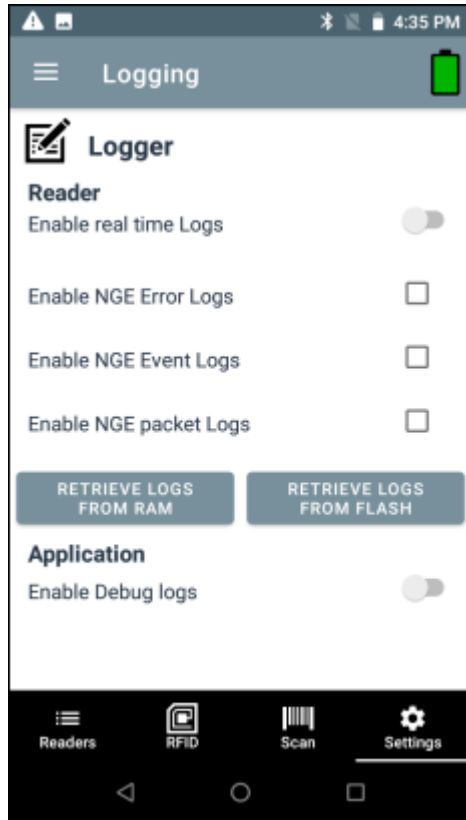 4:35 PM
Logging
Logger
Reader
Enable real time Logs
Enable NGE Error Logs
Enable NGE Event Logs
Enable NGE packet Logs
RETRIEVE LOGS
FROM RAM
RETRIEVE LOGS
FROM FLASH
Application
Enable Debug logs
Readers RFID Scan Settings